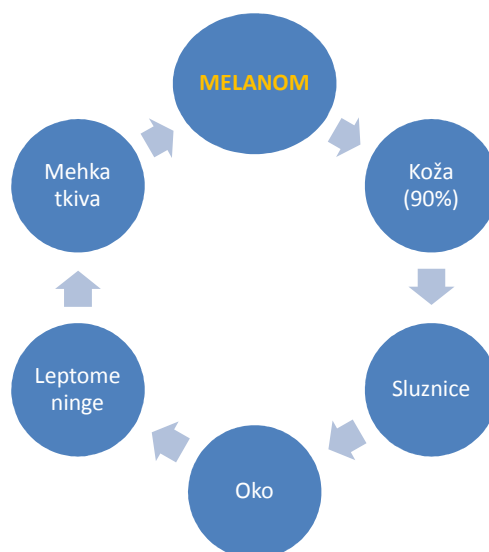 MELANOM
Koža
(90%)
Sluznice
Oko
Leptome
ninge
Mehka
tkiva